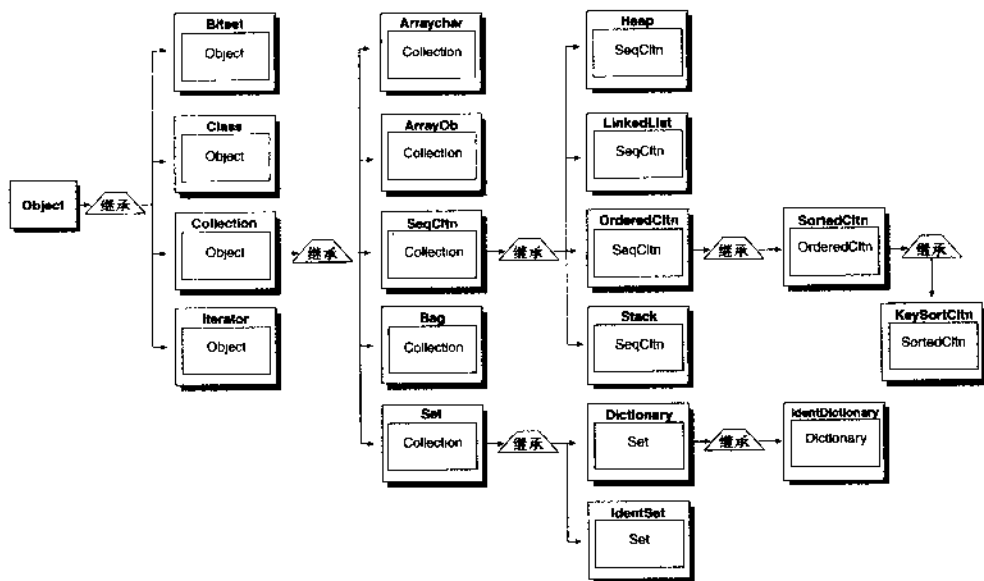 Object
继承
Bitset
Object
Class
Object
Collection
Object
Iterator
Object
继承
Arraychar
Collection
ArrayOb
Collection
SeqCltn
Collection
Bag
Collection
Set
Collection
继承
继承
Heap
SeqCltn
LinkedList
SeqCltn
OrderedCltn
SeqCltn
Stack
SeqCltn
Dictionary
Set
IdentSet
Set
继承
继承
SortedCltn
OrderedCltn
IdentDictionary
Dictionary
继承
KeySortCltn
SortedCltn